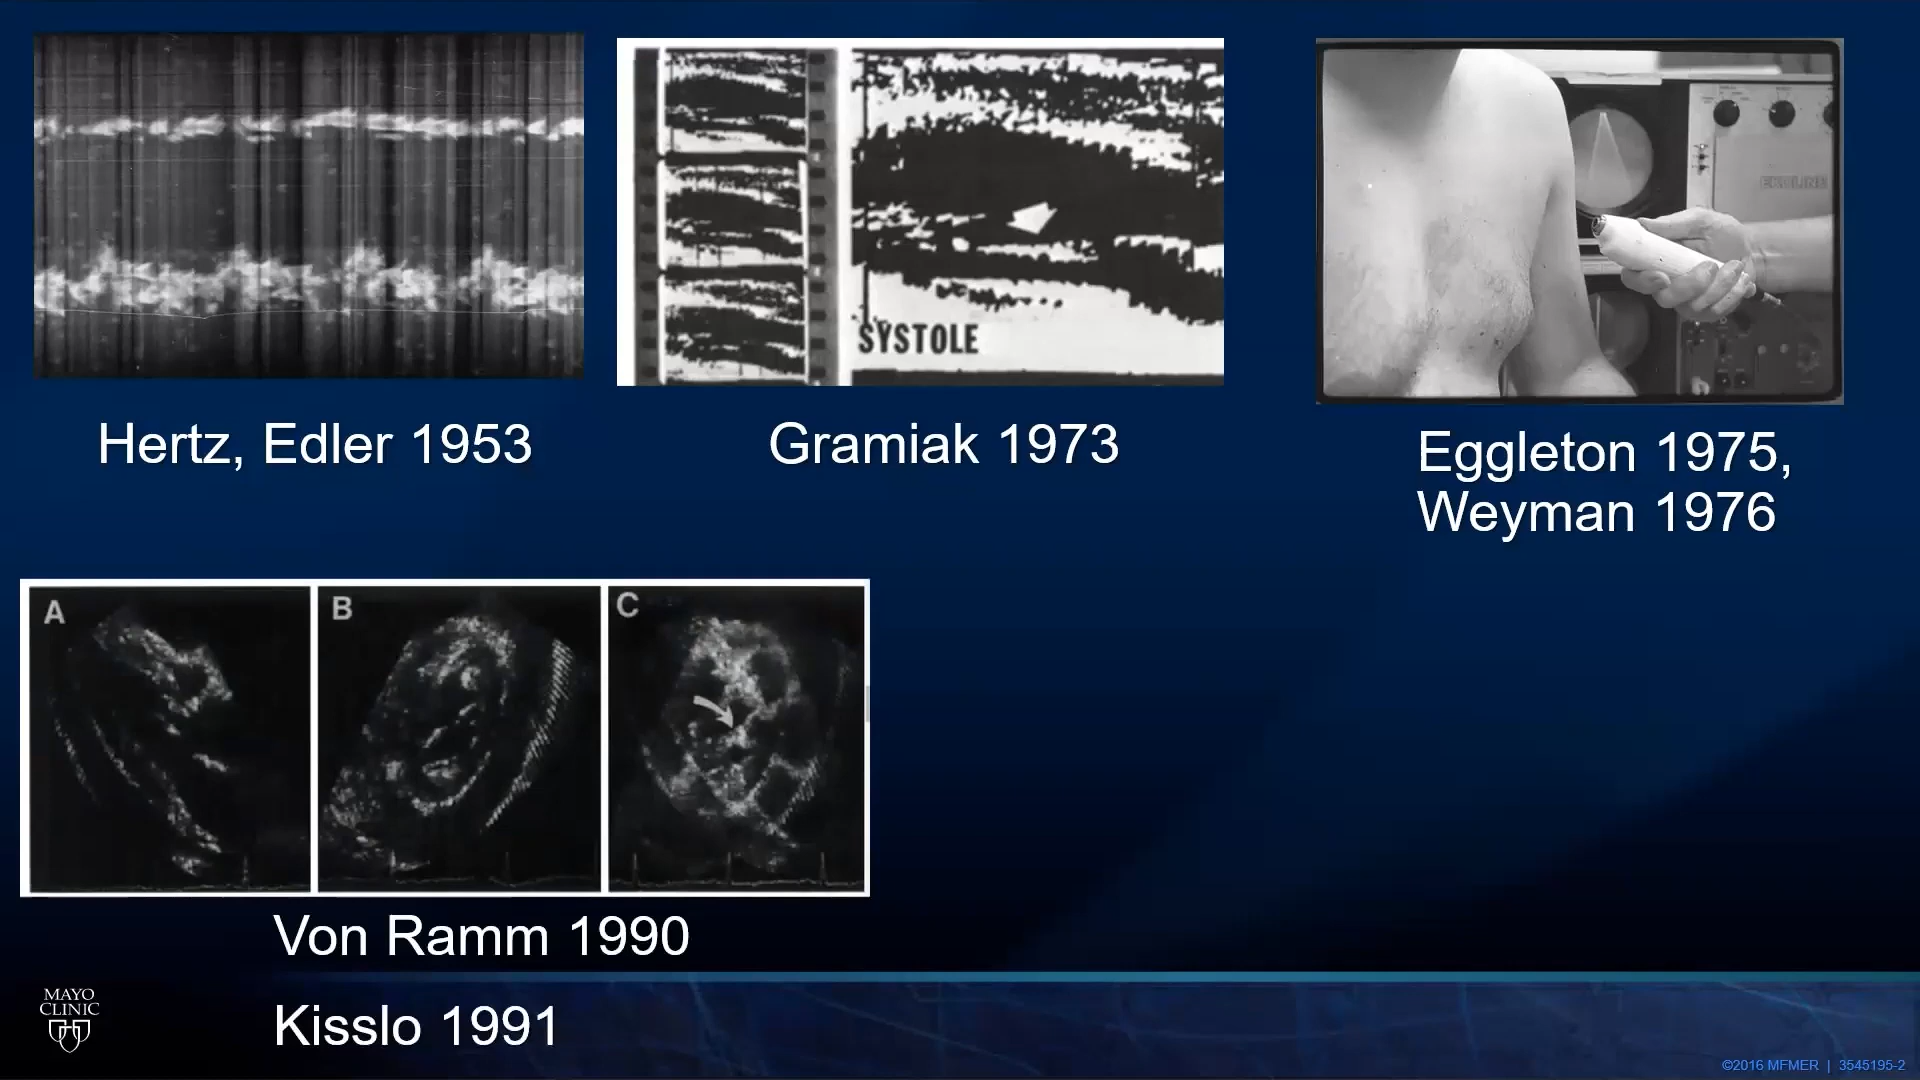 SYSTOLE
Hertz, Edler 1953
Gramiak 1973
EKOLINE
Eggleton 1975,
Weyman 1976
A
B
C
Von Ramm 1990
Kisslo 1991
MAYO
CLINIC
©2016 MFMER | 3545195-2